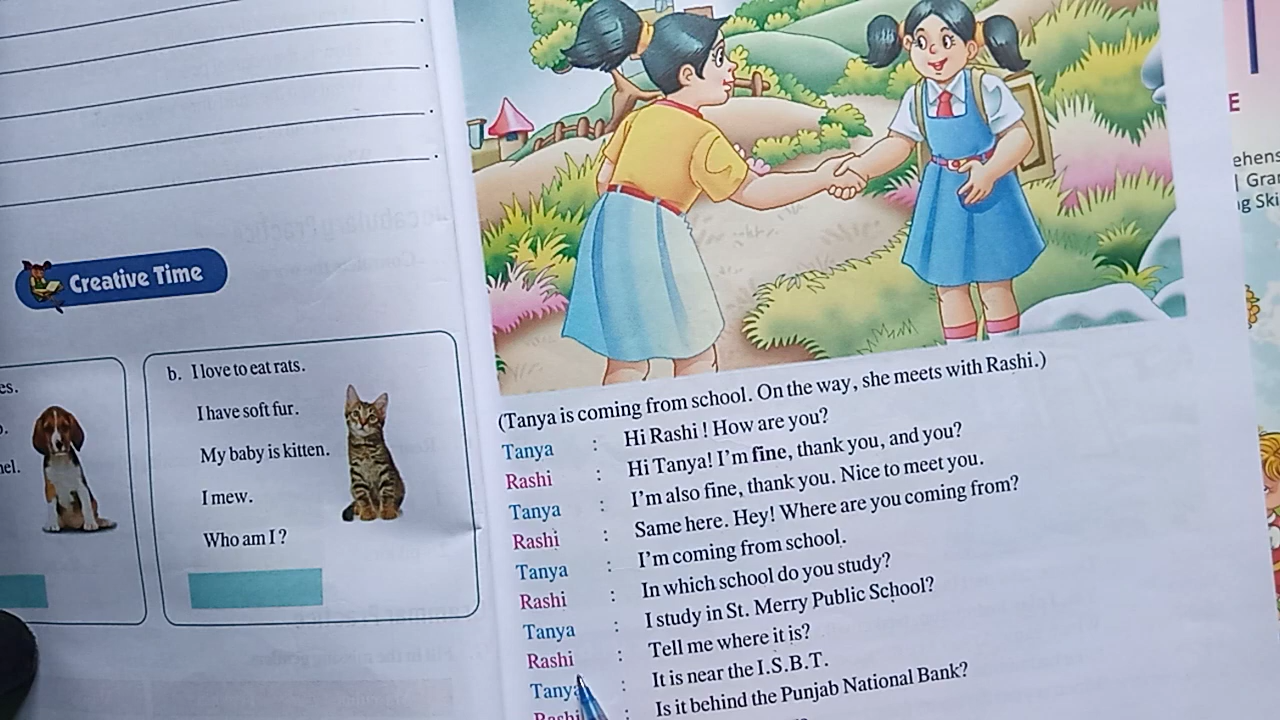 Creative Time
es.
b. I love to eat rats.
I have soft fur.
My baby is kitten.
I mew.
Who am I?
(Tanya is coming from school. On the way, she meets with Rashi.)
Tanya : Hi Rashi ! How are you?
Rashi : Hi Tanya! I'm fine, thank you, and you?
Tanya : I'm also fine, thank you. Nice to meet you.
Rashi : Same here. Hey! Where are you coming from?
Tanya : I'm coming from school.
Rashi : In which school do you study?
Tanya : I study in St. Merry Public School?
Rashi : Tell me where it is?
Tanya : It is near the I.S.B.T.
Rashi : Is it behind the Punjab National Bank?
E
ehens
Gra
g Ski